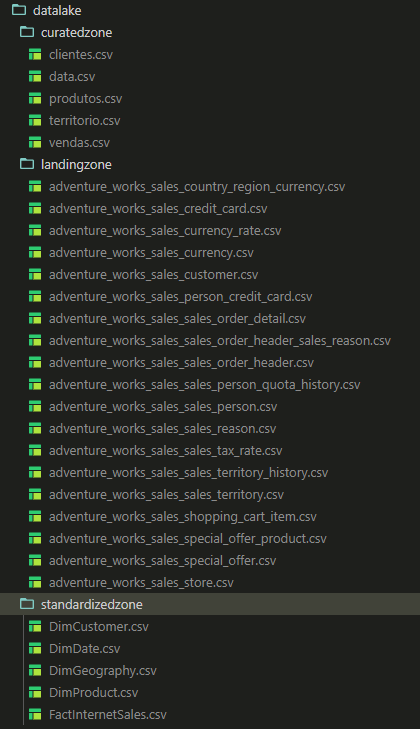 datalake
curatedzone
clientes.csv
data.csv
produtos.csv
territorio.csv
vendas.csv
landingzone
adventure_works_sales_country_region_currency.csv
adventure_works_sales_credit_card.csv
adventure_works_sales_currency_rate.csv
adventure_works_sales_currency.csv
adventure_works_sales_customer.csv
adventure_works_sales_person_credit_card.csv
adventure_works_sales_sales_order_detail.csv
adventure_works_sales_sales_order_header_sales_reason.csv
adventure_works_sales_sales_order_header.csv
adventure_works_sales_sales_person_quota_history.csv
adventure_works_sales_sales_person.csv
adventure_works_sales_sales_reason.csv
adventure_works_sales_sales_tax_rate.csv
adventure_works_sales_sales_territory_history.csv
adventure_works_sales_sales_territory.csv
adventure_works_sales_shopping_cart_item.csv
adventure_works_sales_special_offer_product.csv
adventure_works_sales_special_offer.csv
adventure_works_sales_store.csv
standardizedzone
DimCustomer.csv
DimDate.csv
DimGeography.csv
DimProduct.csv
FactInternetSales.csv